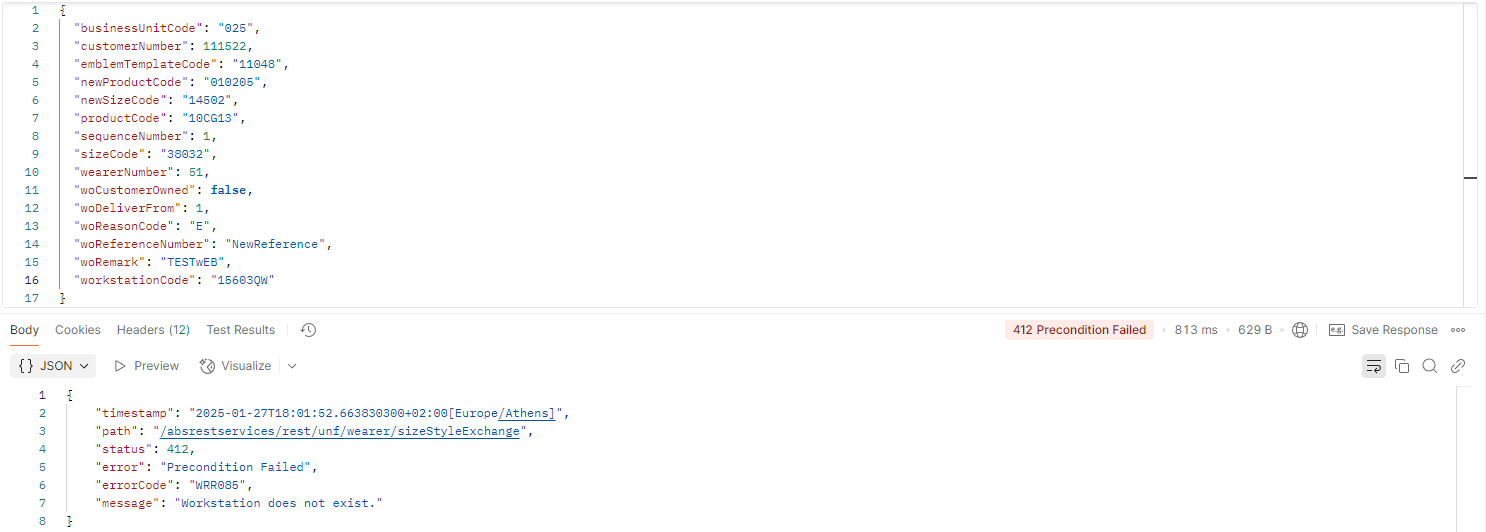 1 {
2 "businessUnitCode": "025",
3 "customerNumber": 111522,
4 "emblemTemplateCode": "11048",
5 "newProductCode": "010205",
6 "newSizeCode": "14502",
7 "productCode": "10CG13",
8 "sequenceNumber": 1,
9 "sizeCode": "38032",
10 "wearerNumber": 51,
11 "woCustomerOwned": false,
12 "woDeliverFrom": 1,
13 "woReasonCode": "E",
14 "woReferenceNumber": "NewReference",
15 "woRemark": "TESTwEB",
16 "workstationCode": "15603QW"
17 }
Body Cookies Headers (12) Test Results 412 Precondition Failed • 813 ms • 629 B • e.g. Save Response
{} JSON Preview Visualize
1 {
2 "timestamp": "2025-01-27T18:01:52.663830300+02:00[Europe/Athens]",
3 "path": "/absrestservices/rest/unf/wearer/sizeStyleExchange",
4 "status": 412,
5 "error": "Precondition Failed",
6 "errorCode": "WRR085",
7 "message": "Workstation does not exist."
8 }